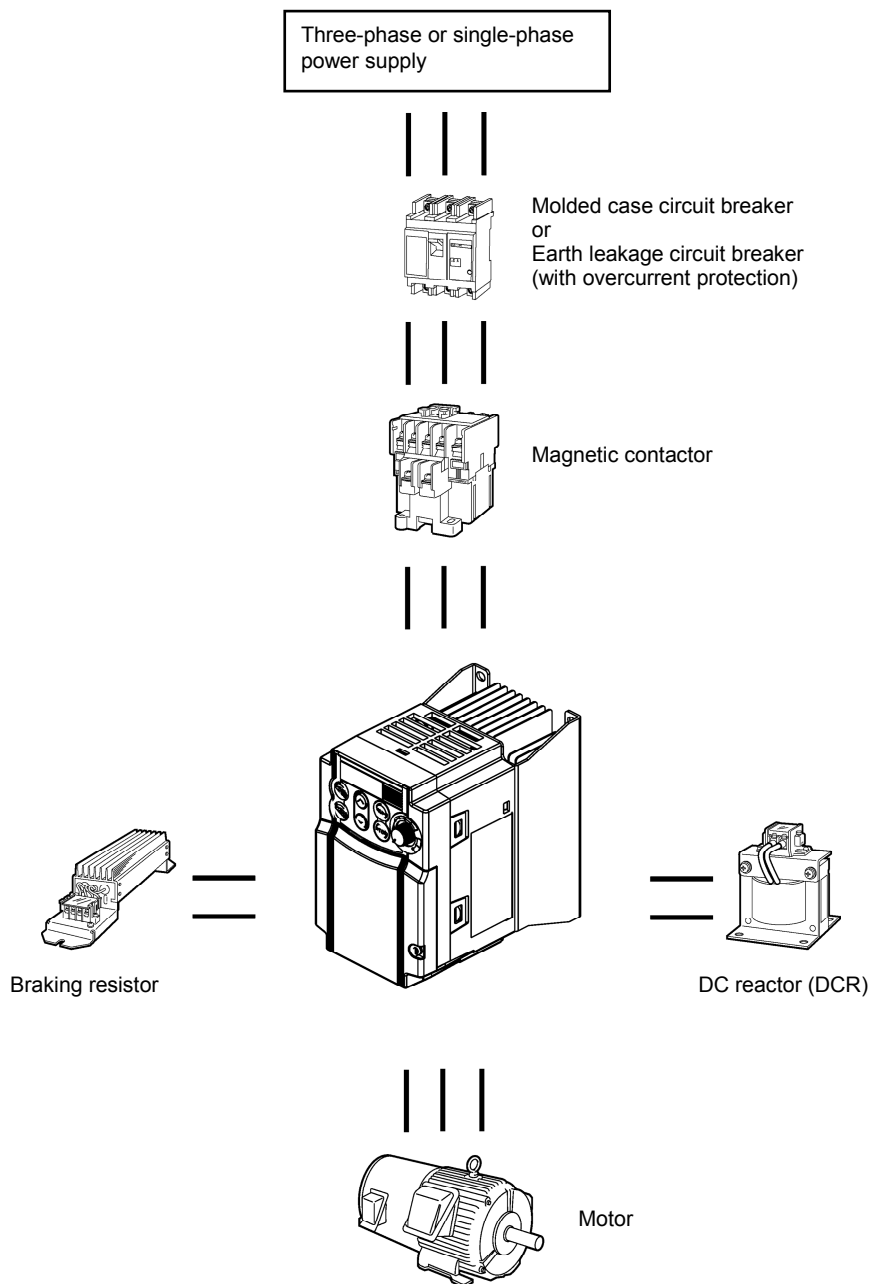 Three-phase or single-phase
power supply
Molded case circuit breaker
or
Earth leakage circuit breaker
(with overcurrent protection)
Magnetic contactor
Braking resistor
DC reactor (DCR)
Motor